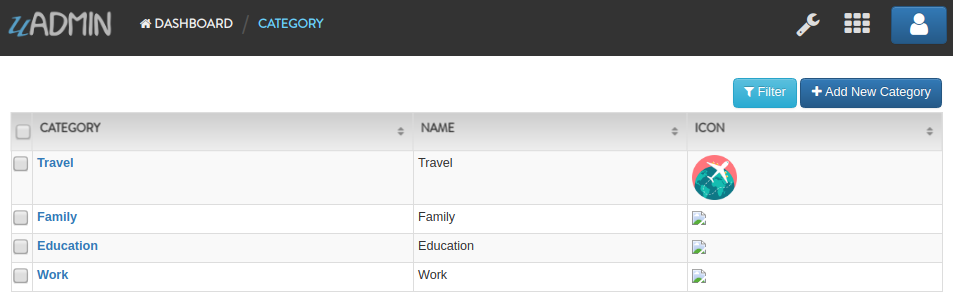 uADMIN DASHBOARD / CATEGORY
Filter + Add New Category
CATEGORY NAME ICON
Travel Travel
Family Family
Education Education
Work Work